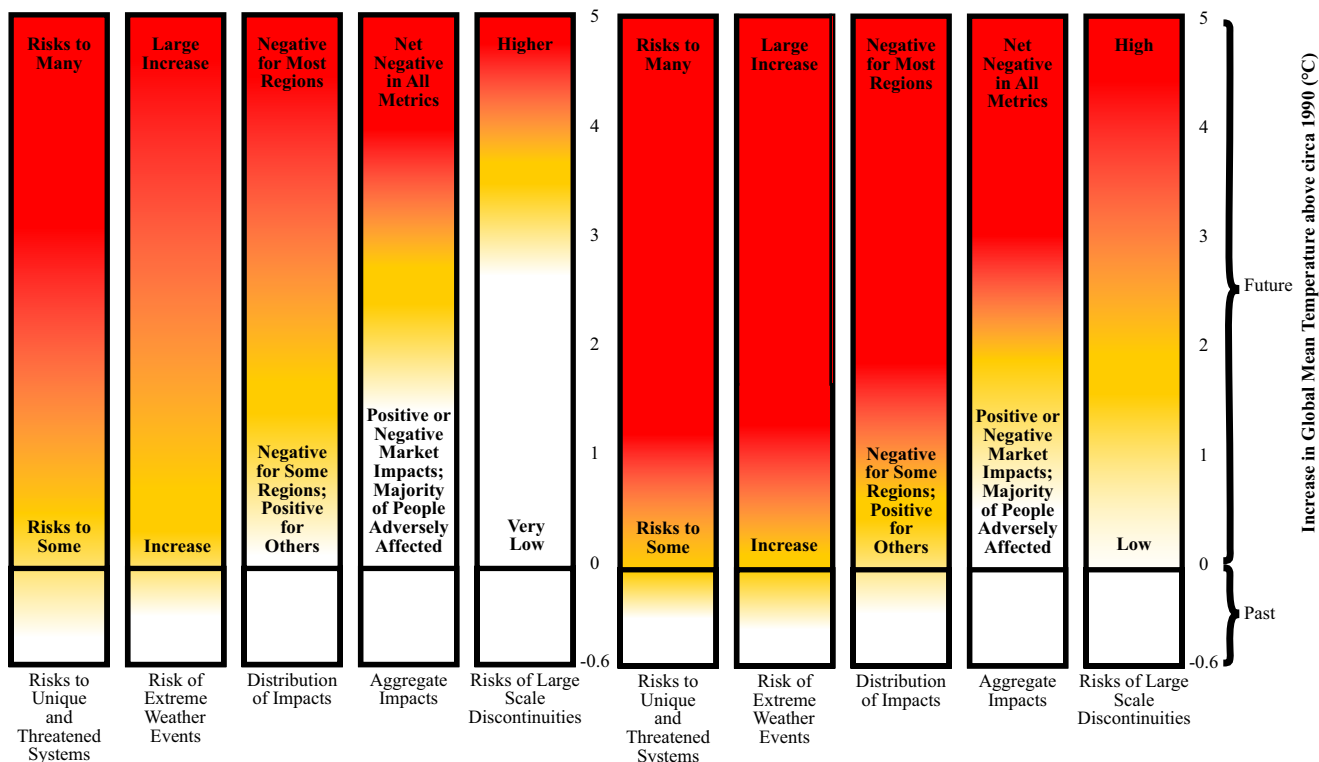 Risks to
Many
Risks to
Some
Risks to
Unique
and
Threatened
Systems
Large
Increase
Increase
Risk of
Extreme
Weather
Events
Negative
for Most
Regions
Negative
for Some
Regions;
Positive
for
Others
Distribution
of Impacts
Net
Negative
in All
Metrics
Positive or
Negative
Market
Impacts;
Majority
of People
Adversely
Affected
Aggregate
Impacts
Higher
Very
Low
Risks of Large
Scale
Discontinuities
5
4
3
2
1
0
-0.6
Risks to
Many
Risks to
Some
Risks to
Unique
and
Threatened
Systems
Large
Increase
Increase
Risk of
Extreme
Weather
Events
Negative
for Most
Regions
Negative
for Some
Regions;
Positive
for
Others
Distribution
of Impacts
Net
Negative
in All
Metrics
Positive or
Negative
Market
Impacts;
Majority
of People
Adversely
Affected
Aggregate
Impacts
High
Low
Risks of Large
Scale
Discontinuities
5
4
3
2
1
0
-0.6
Future
Past
Increase in Global Mean Temperature above circa 1990 (°C)